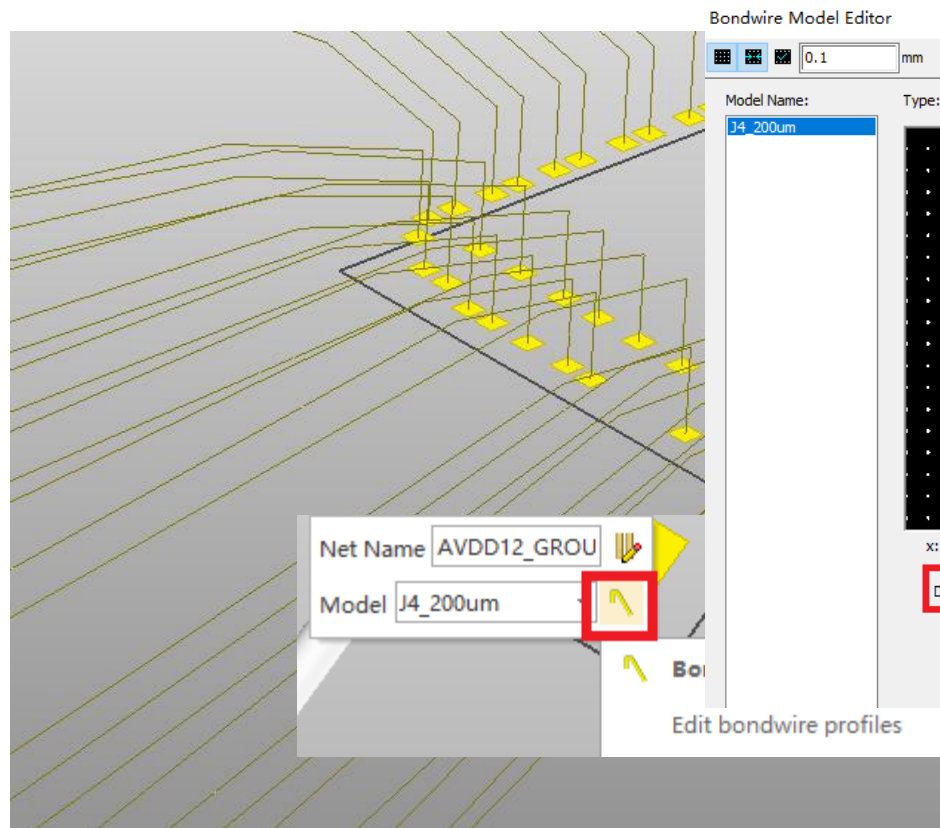 Bondwire Model Editor
0.1 mm
Model Name: Type:
J4_200um
x:
Net Name AVDD12_GROU
Model J4_200um
Edit bondwire profiles